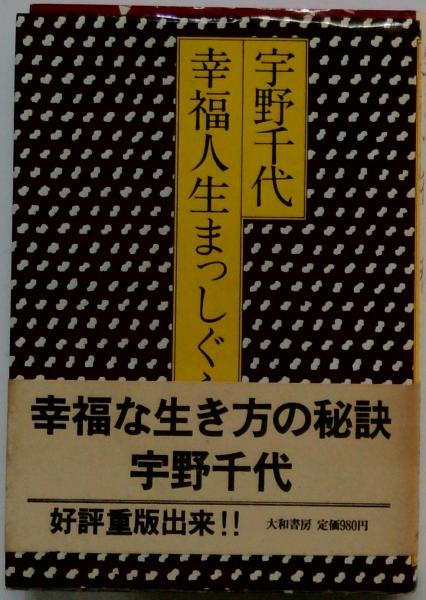 宇野千代
幸福人生まっしぐ
幸福な生き方の秘訣
宇野千代
好評重版出来!!
大和書房 定価980円